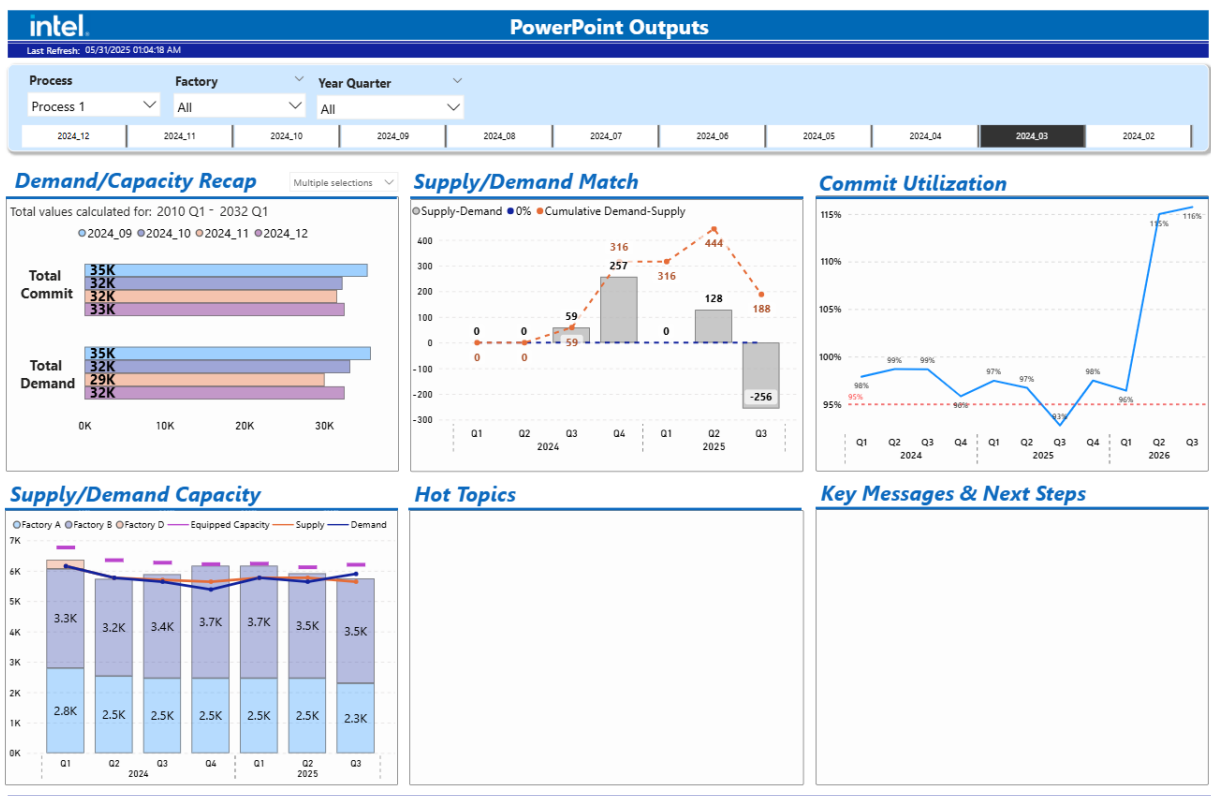 intel.
PowerPoint Outputs
Last Refresh: 05/31/2025 01:04:18 AM
Process Factory Year Quarter
Process 1 All All
2024_12 2024_11 2024_10 2024_09 2024_08 2024_07 2024_06 2024_05 2024_04 2024_03 2024_02
Demand/Capacity Recap
Multiple selections
Total values calculated for: 2010 Q1 - 2032 Q1
2024_09 2024_10 2024_11 2024_12
Total Commit
35K
32K
32K
33K
Total Demand
35K
32K
29K
32K
0K 10K 20K 30K
Supply/Demand Match
Supply-Demand 0% Cumulative Demand-Supply
400
300
200
100
0
-100
-200
-300
0 0 59 257 0 128 -256
0 0 59 316 316 444 188
Q1 Q2 Q3 Q4 Q1 Q2 Q3
2024 2025
Commit Utilization
115%
110%
105%
100%
95%
95%
98% 99% 99% 96% 97% 97% 93% 98% 96% 115% 116%
Q1 Q2 Q3 Q4 Q1 Q2 Q3 Q4 Q1 Q2 Q3
2024 2025 2026
Supply/Demand Capacity
Factory A Factory B Factory D Equipped Capacity Supply Demand
7K
6K
5K
4K
3K
2K
1K
0K
3.3K 3.2K 3.4K 3.7K 3.7K 3.5K 3.5K
2.8K 2.5K 2.5K 2.5K 2.5K 2.5K 2.3K
Q1 Q2 Q3 Q4 Q1 Q2 Q3
2024 2025
Hot Topics
Key Messages & Next Steps